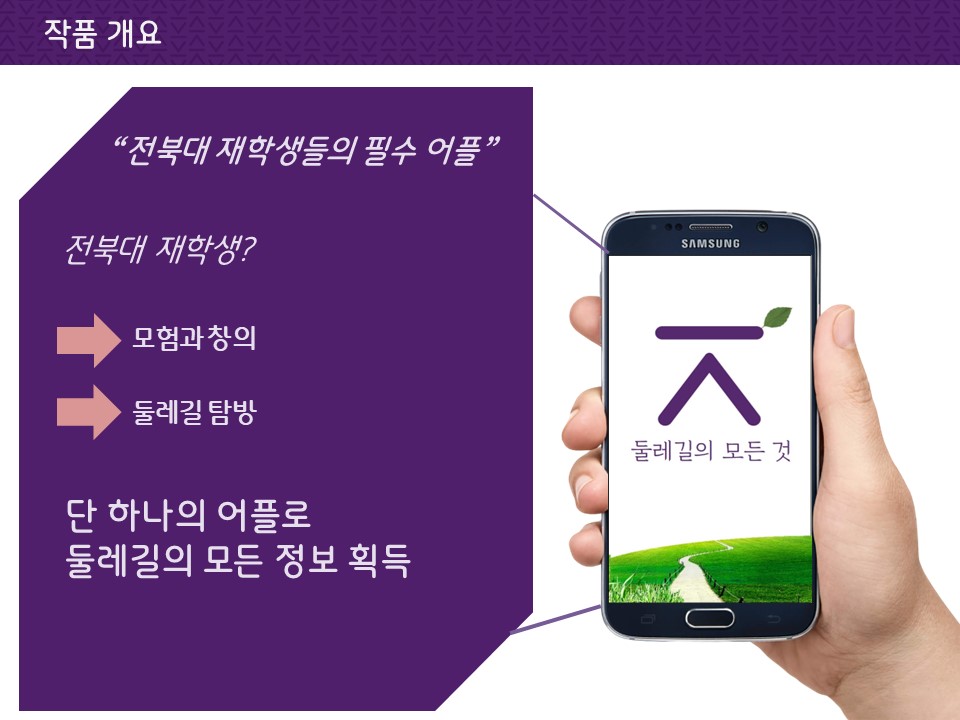 작품 개요
“전북대 재학생들의 필수 어플”
전북대 재학생?
모험과 창의
둘레길 탐방
단 하나의 어플로
둘레길의 모든 정보 획득
SAMSUNG
ㅈ
둘레길의 모든 것